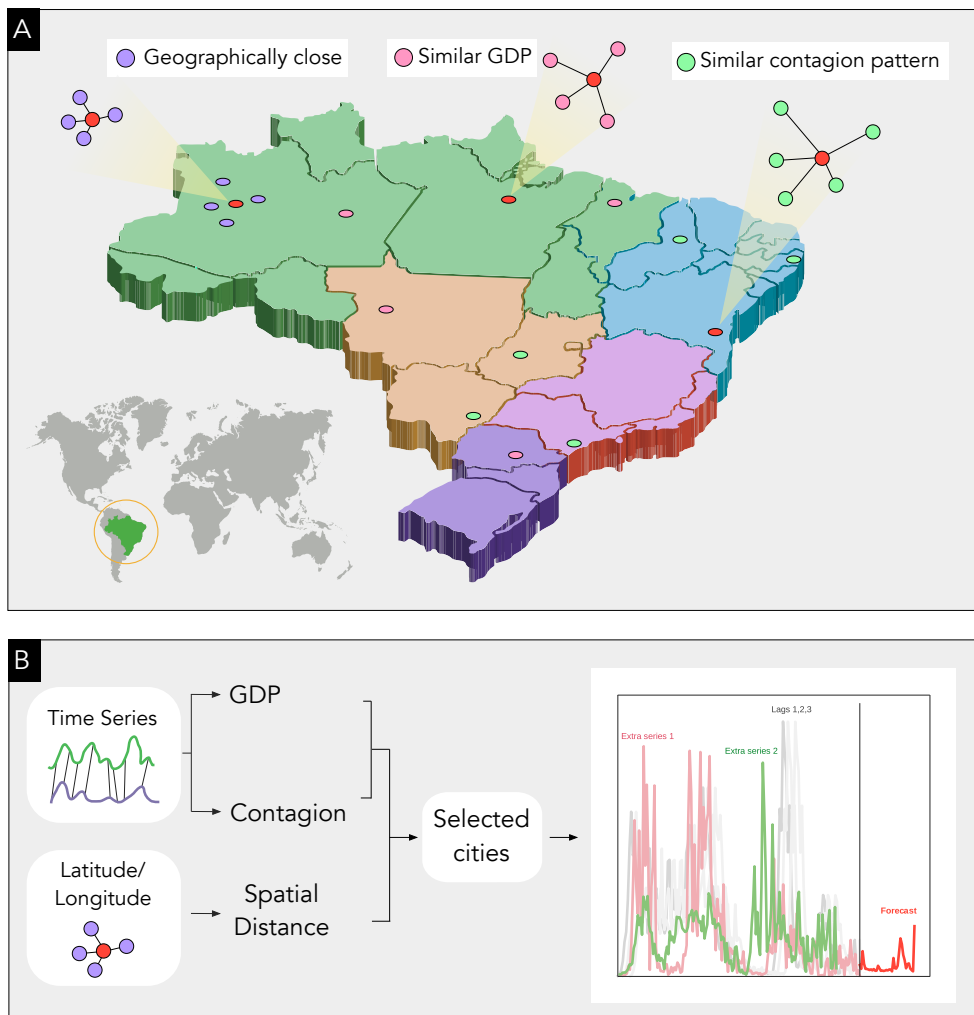 A
Geographically close
Similar GDP
Similar contagion pattern
B
Time Series
GDP
Contagion
Latitude/
Longitude
Spatial
Distance
Selected
cities
Lags 1,2,3
Extra series 1
Extra series 2
Forecast